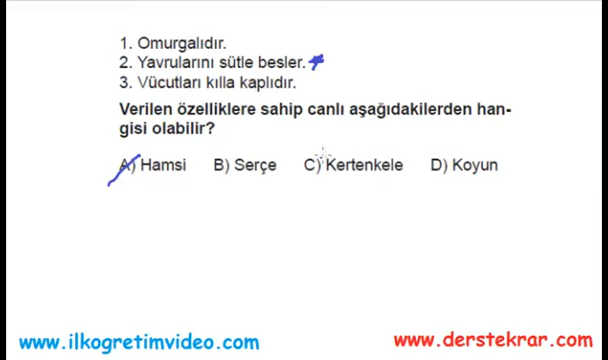 1. Omurgalıdır.
2. Yavrularını sütle besler.
3. Vücutları kılla kaplıdır.
Verilen özelliklere sahip canlı aşağıdakilerden han-
gisi olabilir?
A) Hamsi B) Serçe C) Kertenkele D) Koyun
www.ilkogretimvideo.com www.derstekrar.com